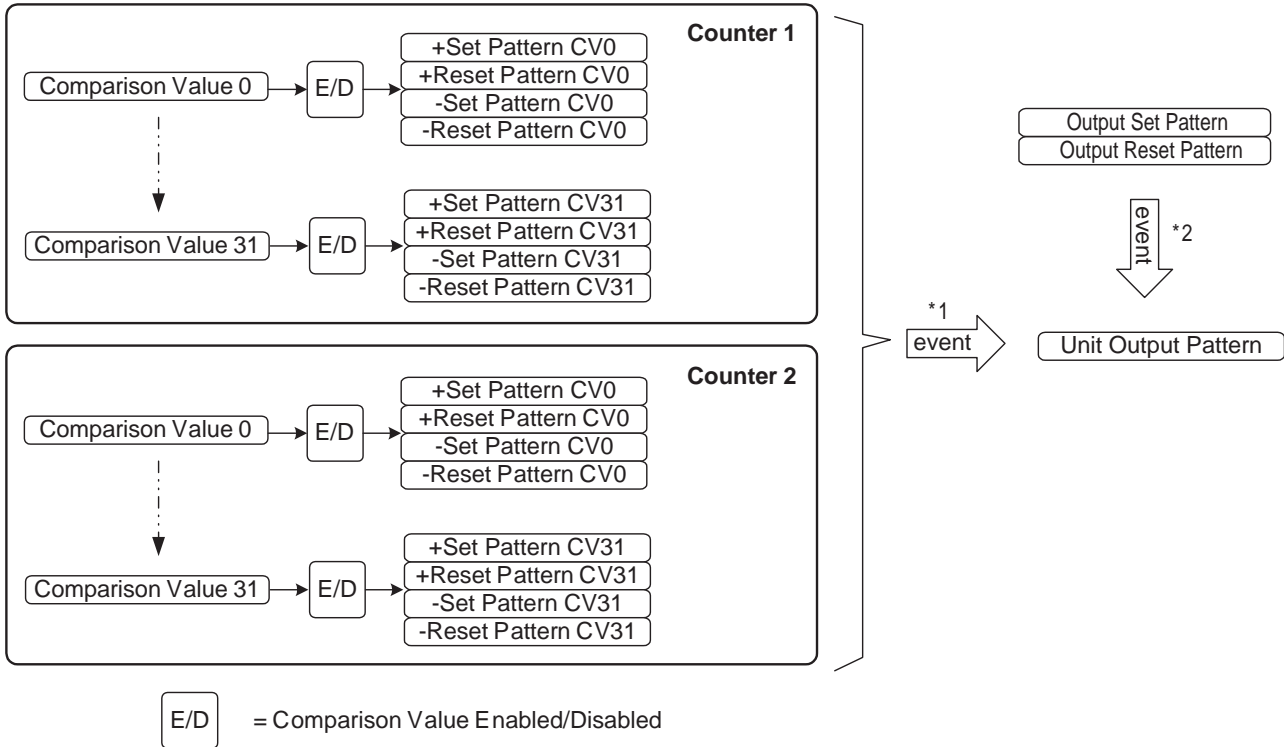 Counter 1
+Set Pattern CV0
Comparison Value 0
E/D
+Reset Pattern CV0
-Set Pattern CV0
-Reset Pattern CV0
+Set Pattern CV31
Comparison Value 31
E/D
+Reset Pattern CV31
-Set Pattern CV31
-Reset Pattern CV31
Counter 2
+Set Pattern CV0
Comparison Value 0
E/D
+Reset Pattern CV0
-Set Pattern CV0
-Reset Pattern CV0
+Set Pattern CV31
Comparison Value 31
E/D
+Reset Pattern CV31
-Set Pattern CV31
-Reset Pattern CV31
*1
event
Output Set Pattern
Output Reset Pattern
event
*2
Unit Output Pattern
E/D
= Comparison Value Enabled/Disabled